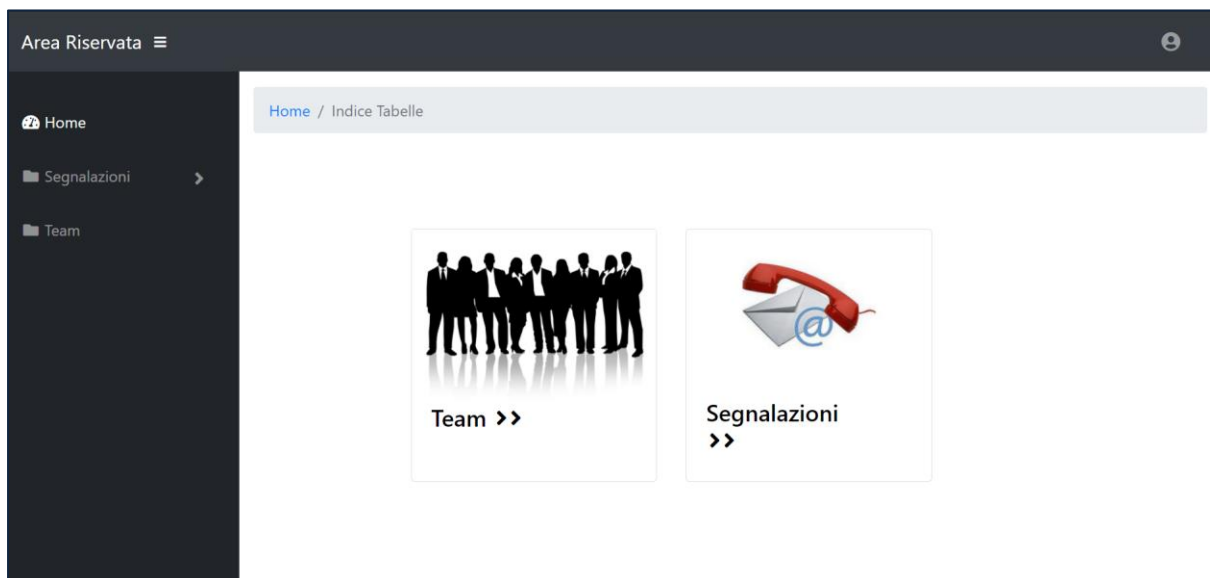 Area Riservata
Home
Segnalazioni
Team
Home / Indice Tabelle
Team >>
Segnalazioni
>>
@